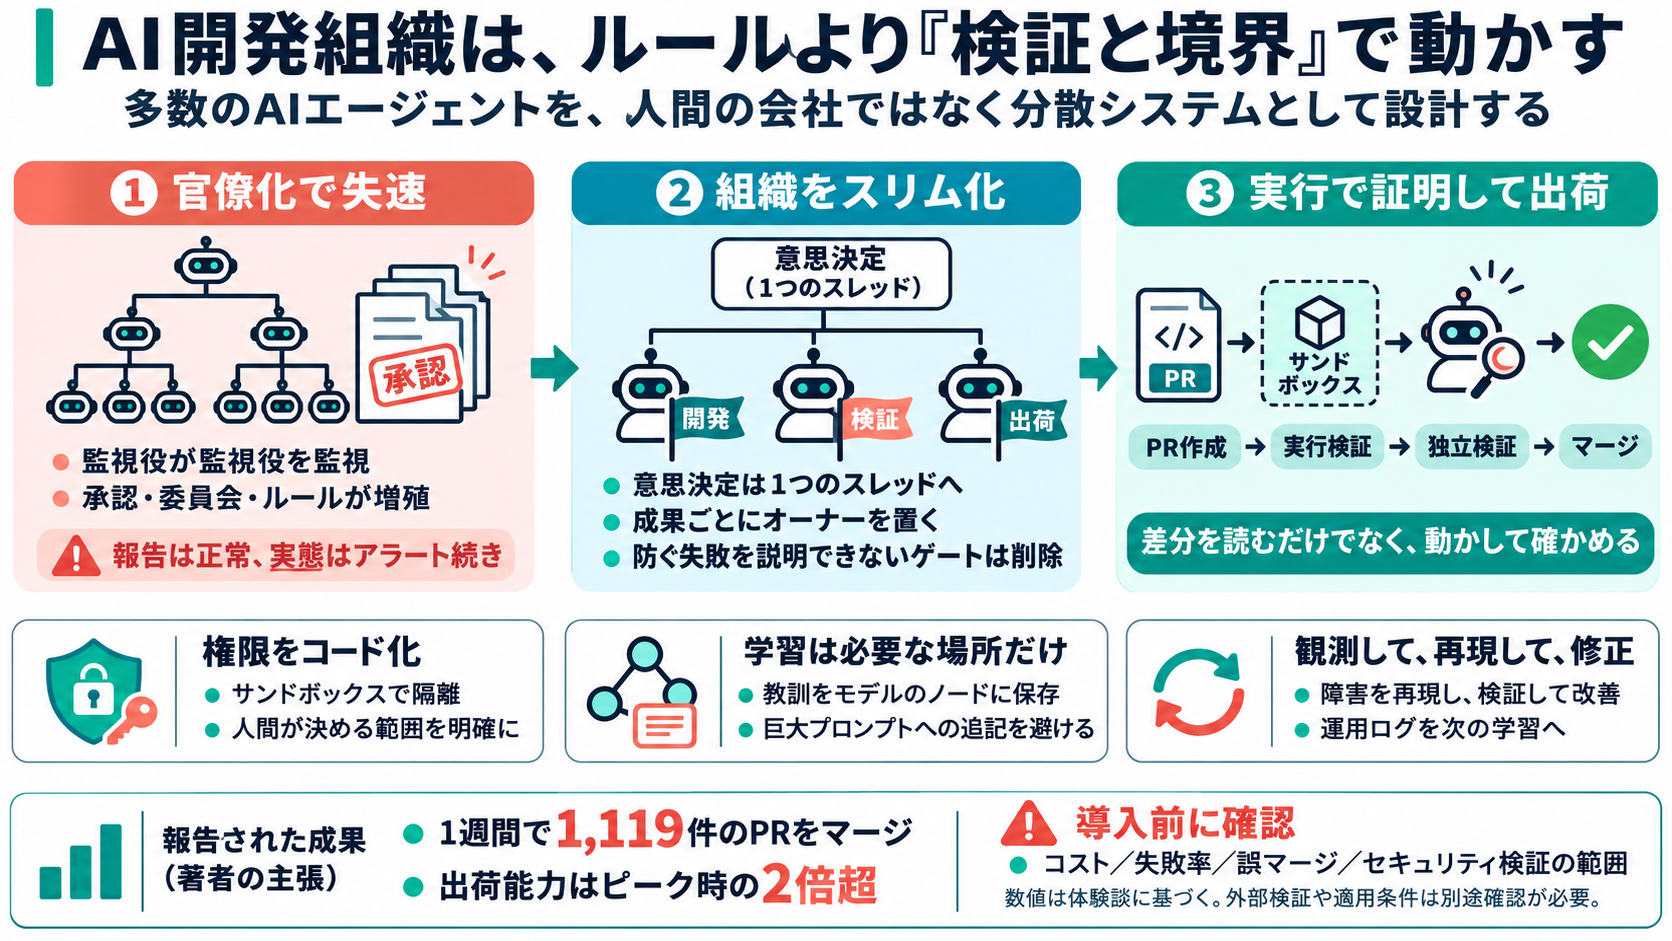 AI開発組織は、ルールより『検証と境界』で動かす
多数のAIエージェントを、人間の会社ではなく分散システムとして設計する
1 官僚化で失速
承認
監視役が監視役を監視
承認・委員会・ルールが増殖
報告は正常、実態はアラート続き
2 組織をスリム化
意思決定
(1つのスレッド)
開発
検証
出荷
意思決定は1つのスレッドへ
成果ごとにオーナーを置く
防ぐ失敗を説明できないゲートは削除
3 実行で証明して出荷
</>
PR
サンド
ボックス
PR作成 → 実行検証 → 独立検証 → マージ
差分を読むだけでなく、動かして確かめる
権限をコード化
サンドボックスで隔離
人間が決める範囲を明確に
学習は必要な場所だけ
教訓をモデルのノードに保存
巨大プロンプトへの追記を避ける
観測して、再現して、修正
障害を再現し、検証して改善
運用ログを次の学習へ
報告された成果
(著者の主張)
1週間で1,119件のPRをマージ
出荷能力はピーク時の2倍超
導入前に確認
コスト／失敗率／誤マージ／セキュリティ検証の範囲
数値は体験談に基づく。外部検証や適用条件は別途確認が必要。